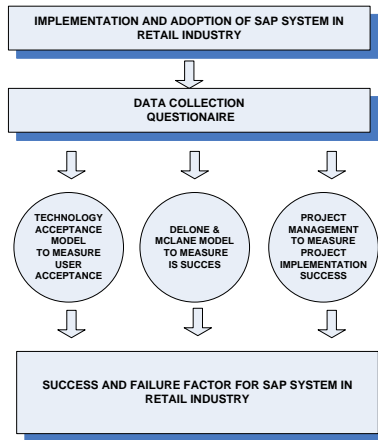 IMPLEMENTATION AND ADOPTION OF SAP SYSTEM IN
RETAIL INDUSTRY
DATA COLLECTION
QUESTIONAIRE
TECHNOLOGY
ACCEPTANCE
MODEL
TO MEASURE
USER
ACCEPTANCE
DELONE &
MCLANE MODEL
TO MEASURE
IS SUCCES
PROJECT
MANAGEMENT
TO MEASURE
PROJECT
IMPLEMENTATION
SUCCESS
SUCCESS AND FAILURE FACTOR FOR SAP SYSTEM IN
RETAIL INDUSTRY